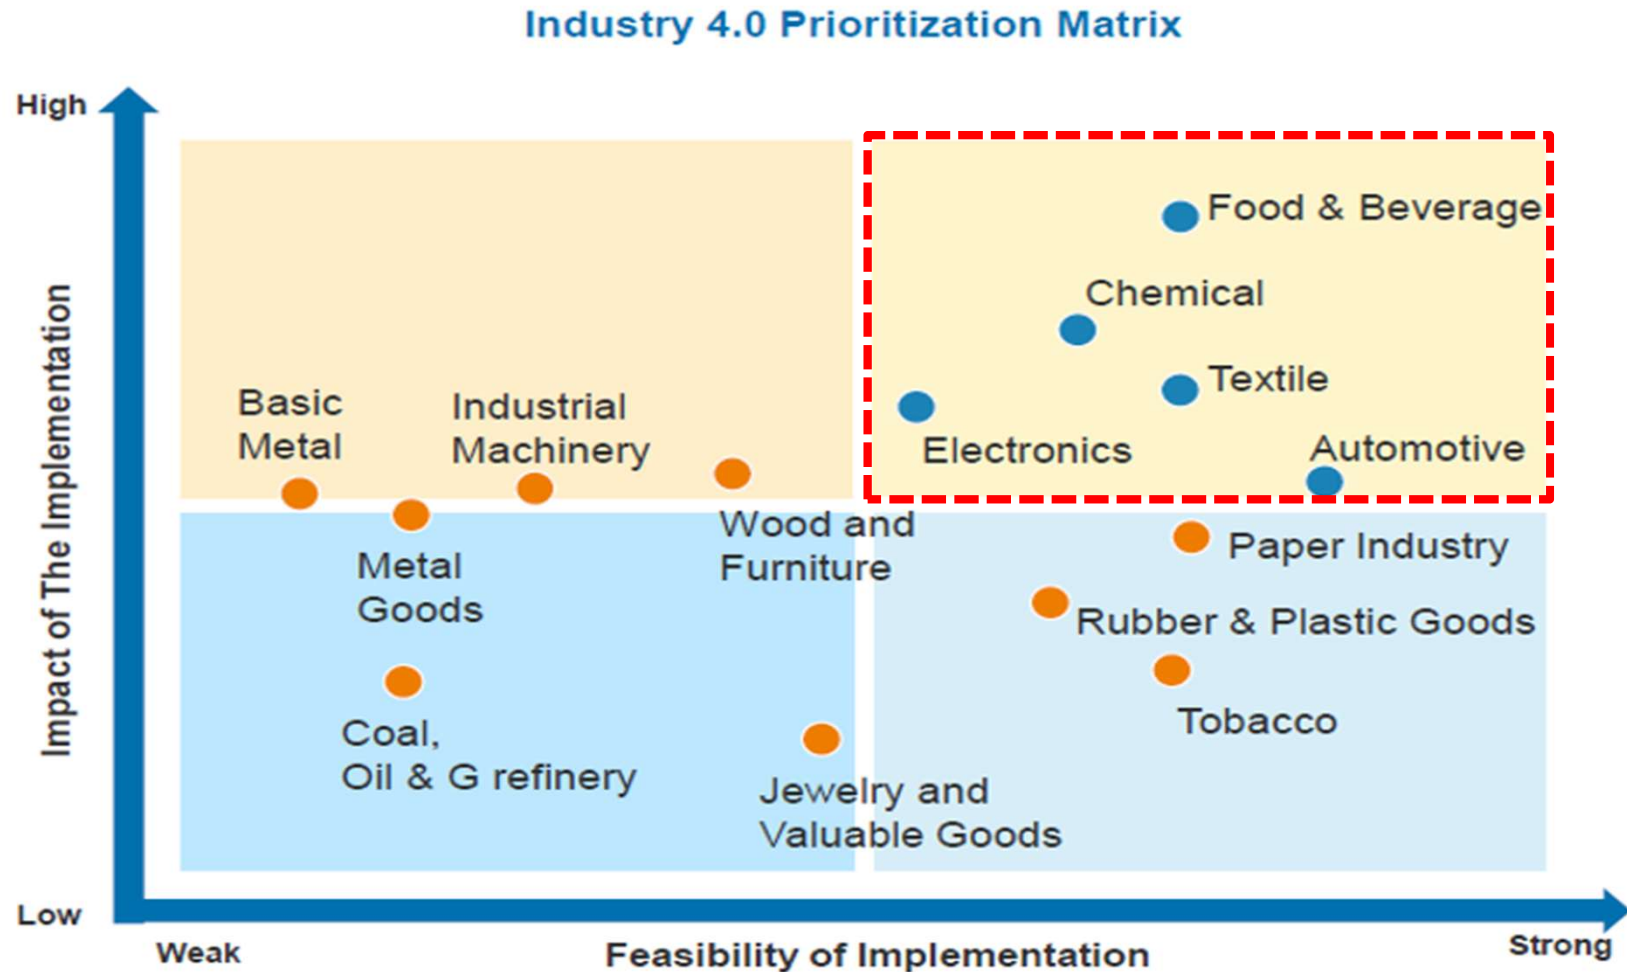 Industry 4.0 Prioritization Matrix
High
Impact of The Implementation
Food & Beverage
Chemical
Textile
Basic
Metal
Industrial
Machinery
Electronics
Automotive
Wood and
Furniture
Paper Industry
Metal
Goods
Rubber & Plastic Goods
Tobacco
Coal,
Oil & G refinery
Jewelry and
Valuable Goods
Low
Weak
Feasibility of Implementation
Strong